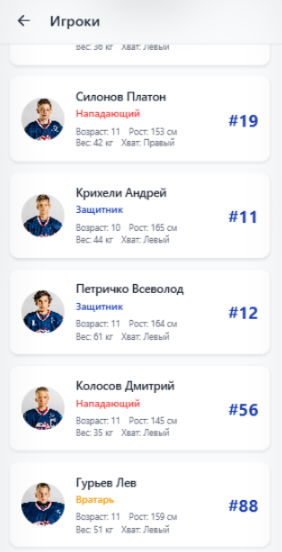 ← Игроки
Вес: 36 кг Хват: Левый
Силонов Платон
Нападающий
#19
Возраст: 11 Рост: 153 см
Вес: 42 кг Хват: Правый
Крихели Андрей
Защитник
#11
Возраст: 10 Рост: 165 см
Вес: 44 кг Хват: Левый
Петричко Всеволод
Защитник
#12
Возраст: 11 Рост: 164 см
Вес: 61 кг Хват: Левый
Колосов Дмитрий
Нападающий
#56
Возраст: 11 Рост: 145 см
Вес: 35 кг Хват: Левый
Гурьев Лев
Вратарь
#88
Возраст: 11 Рост: 159 см
Вес: 51 кг Хват: Левый